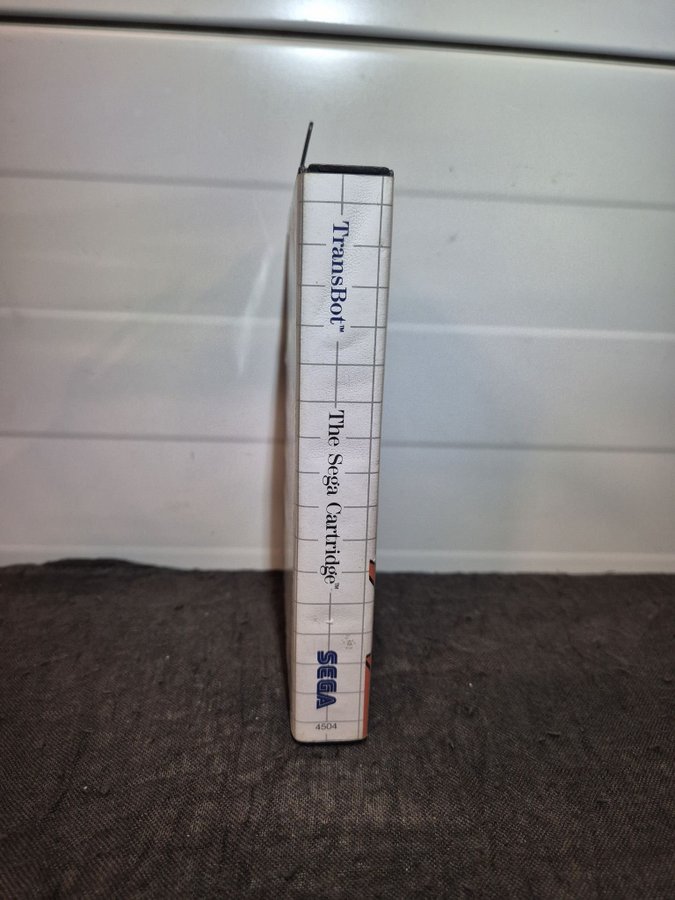 TransBot™
The Sega Cartridge™
SEGA
4504